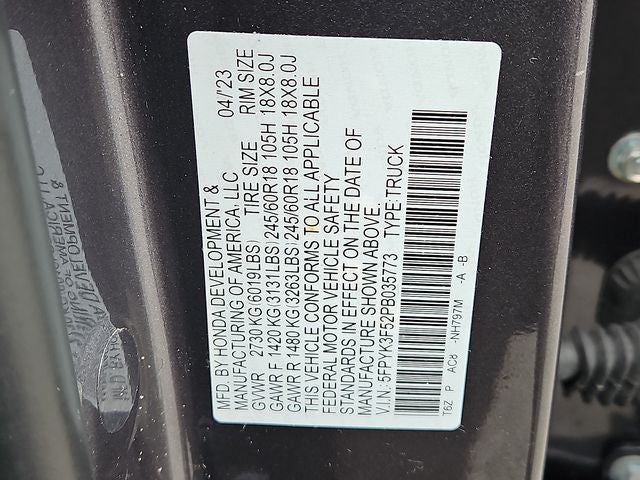 MFD. BY HONDA DEVELOPMENT &
MANUFACTURING OF AMERICA, LLC 04/'23
GVWR 2730 KG(6019LBS) TIRE SIZE RIM SIZE
GAWR F 1420 KG(3131LBS)245/60R18 105H 18X8.0J
GAWR R 1480 KG(3263LBS)245/60R18 105H 18X8.0J
THIS VEHICLE CONFORMS TO ALL APPLICABLE
FEDERAL MOTOR VEHICLE SAFETY
STANDARDS IN EFFECT ON THE DATE OF
MANUFACTURE SHOWN ABOVE.
V.I.N.:5FPYK3F52PB035773 TYPE:TRUCK
T6Z P AC8 -NH797M -A -B